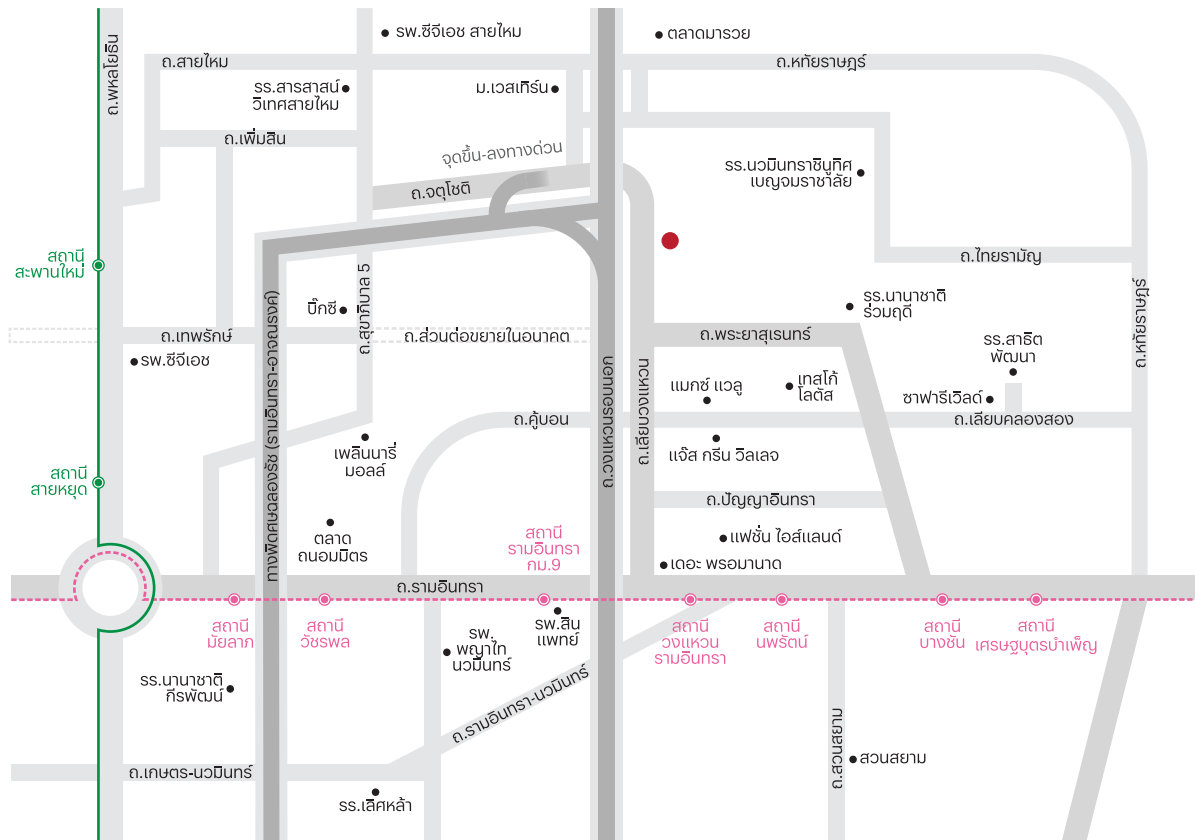 รพ.ซีจีเอช สายไหม
ตลาดมารวย
ถ.พหลโยธิน
ถ.สายไหม
ถ.หทัยราษฎร์
รร.สารสาสน์
วิเทศสายไหม
ม.เวสเทิร์น
ถ.เพิ่มสิน
จุดขึ้น-ลงทางด่วน
ถ.จตุโชติ
รร.นวมินทราชินูทิศ
เบญจมราชาลัย
สถานี
สะพานใหม่
ถ.ไทยรามัญ
ทางพิเศษฉลองรัช (รามอินทรา-อาจณรงค์)
ถ.สุขาภิบาล 5
บิ๊กซี
รร.นานาชาติ
ร่วมฤดี
ถ.หทัยราษฎร์
ถ.เทพรักษ์
ถ.ส่วนต่อขยายในอนาคต
ถ.พระยาสุเรนทร์
รพ.ซีจีเอช
รร.สาธิต
พัฒนา
ถ.วงแหวนรอบนอก
ถ.เลียบวงแหวน
แมกซ์ แวลู
เทสโก้
โลตัส
ซาฟารีเวิลด์
ถ.คู้บอน
ถ.เลียบคลองสอง
เพลินนารี่
มอลล์
แจ๊ส กรีน วิลเลจ
สถานี
สายหยุด
ถ.ปัญญาอินทรา
ตลาด
ถนอมมิตร
สถานี
รามอินทรา
กม.9
แฟชั่น ไอส์แลนด์
เดอะ พรอมานาด
ถ.รามอินทรา
สถานี
มัยลาภ
สถานี
วัชรพล
รพ.สิน
แพทย์
สถานี
วงแหวน
รามอินทรา
สถานี
นพรัตน์
สถานี
บางชัน
สถานี
เศรษฐบุตรบำเพ็ญ
รพ.
พญาไท
นวมินทร์
รร.นานาชาติ
กีรพัฒน์
ถ.รามอินทรา-นวมินทร์
ถ.สวนสยาม
สวนสยาม
ถ.เกษตร-นวมินทร์
รร.เลิศหล้า